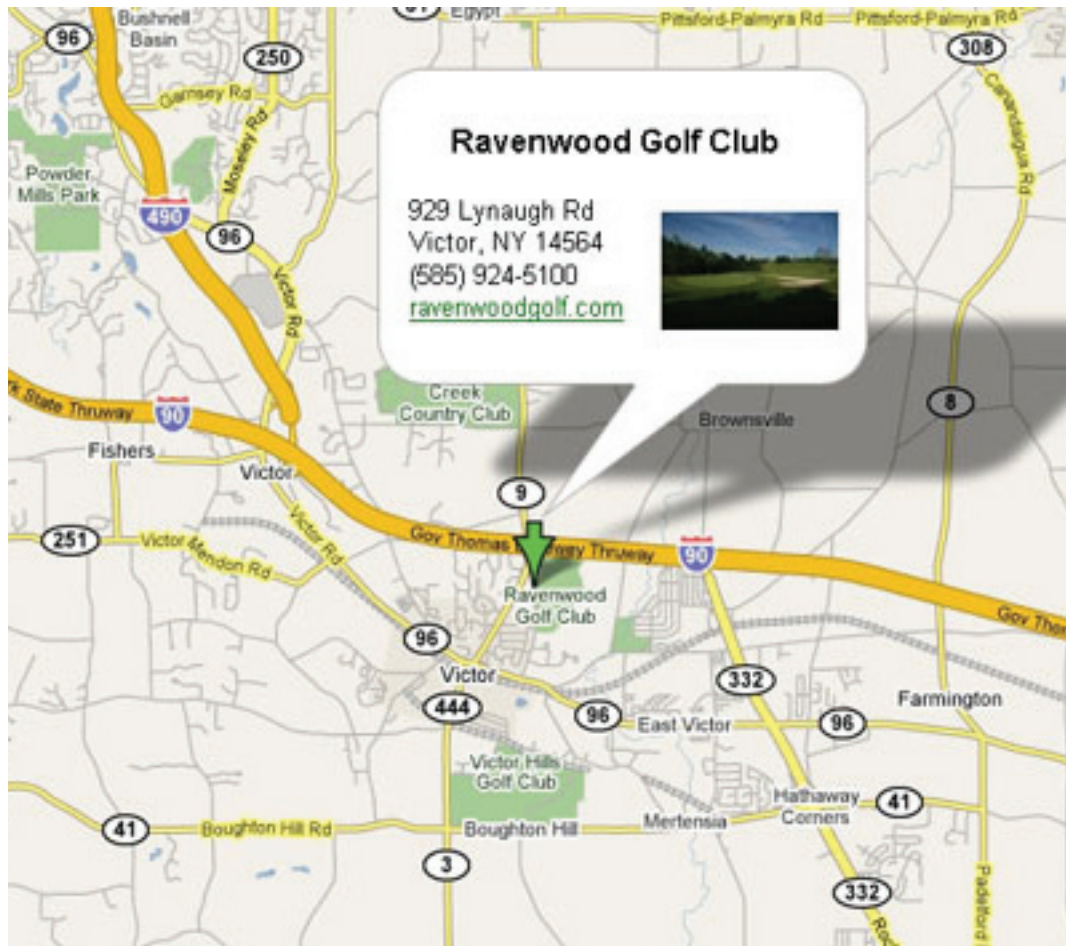 Egypt
Pittsford-Palmyra Rd
Pittsford-Palmyra Rd
Bushnell
Basin
96
250
308
Garnsey Rd
Moseley Rd
Canandaigua Rd
Powder
Mills Park
490
96
Victor Rd
Ravenwood Golf Club
929 Lynaugh Rd
Victor, NY 14564
(585) 924-5100
ravenwoodgolf.com
Creek
Country Club
8
Brownsville
State Thruway
90
Fishers
Victor
9
251
Victor
Mendon Rd
Victor Rd
Gov Thomas
Thruway
90
Ravenwood
Golf Club
96
Victor
444
332
Farmington
96
East Victor
96
Victor Hills
Golf Club
Hathaway
Corners
41
41
Boughton Hill Rd
Boughton Hill
Mertensia
3
332